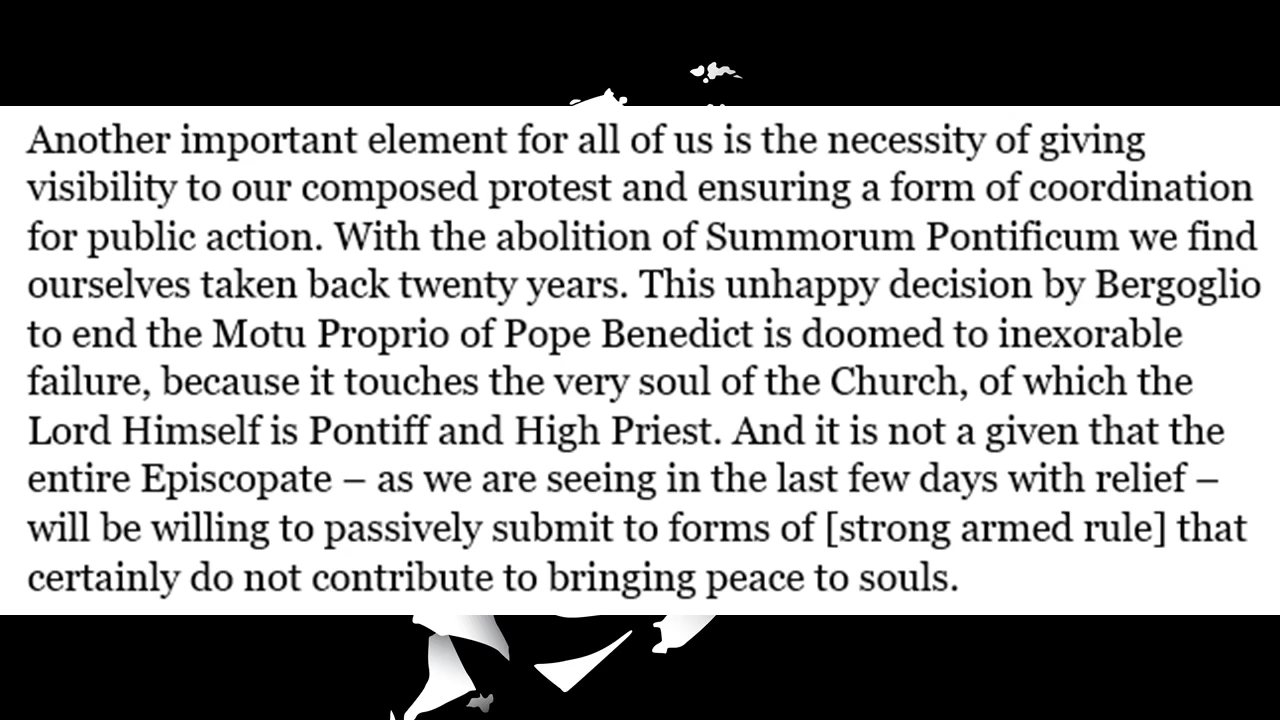 Another important element for all of us is the necessity of giving
visibility to our composed protest and ensuring a form of coordination
for public action. With the abolition of Summorum Pontificum we find
ourselves taken back twenty years. This unhappy decision by Bergoglio
to end the Motu Proprio of Pope Benedict is doomed to inexorable
failure, because it touches the very soul of the Church, of which the
Lord Himself is Pontiff and High Priest. And it is not a given that the
entire Episcopate – as we are seeing in the last few days with relief –
will be willing to passively submit to forms of [strong armed rule] that
certainly do not contribute to bringing peace to souls.